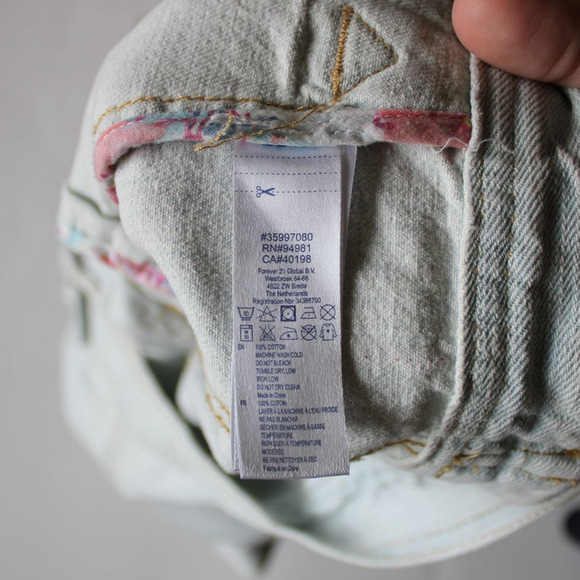 #35997080
RN#94981
CA#40198
Forever 21 Global B.V.
Westbroek 64-66
4822 ZW Breda
The Netherlands
Registration Nbr 34386700
EN 100% COTTON
MACHINE WASH COLD
DO NOT BLEACH
TUMBLE DRY LOW
IRON LOW
DO NOT DRY CLEAN
Made in China
FR 100% COTON
LAVER À LA MACHINE À L'EAU FROIDE
NE PAS BLANCHIR
SÉCHER EN MACHINE À BASSE
TEMPÉRATURE
REPASSER À TEMPÉRATURE
MODÉRÉE
NE PAS NETTOYER À SEC
Fabriqué en Chine